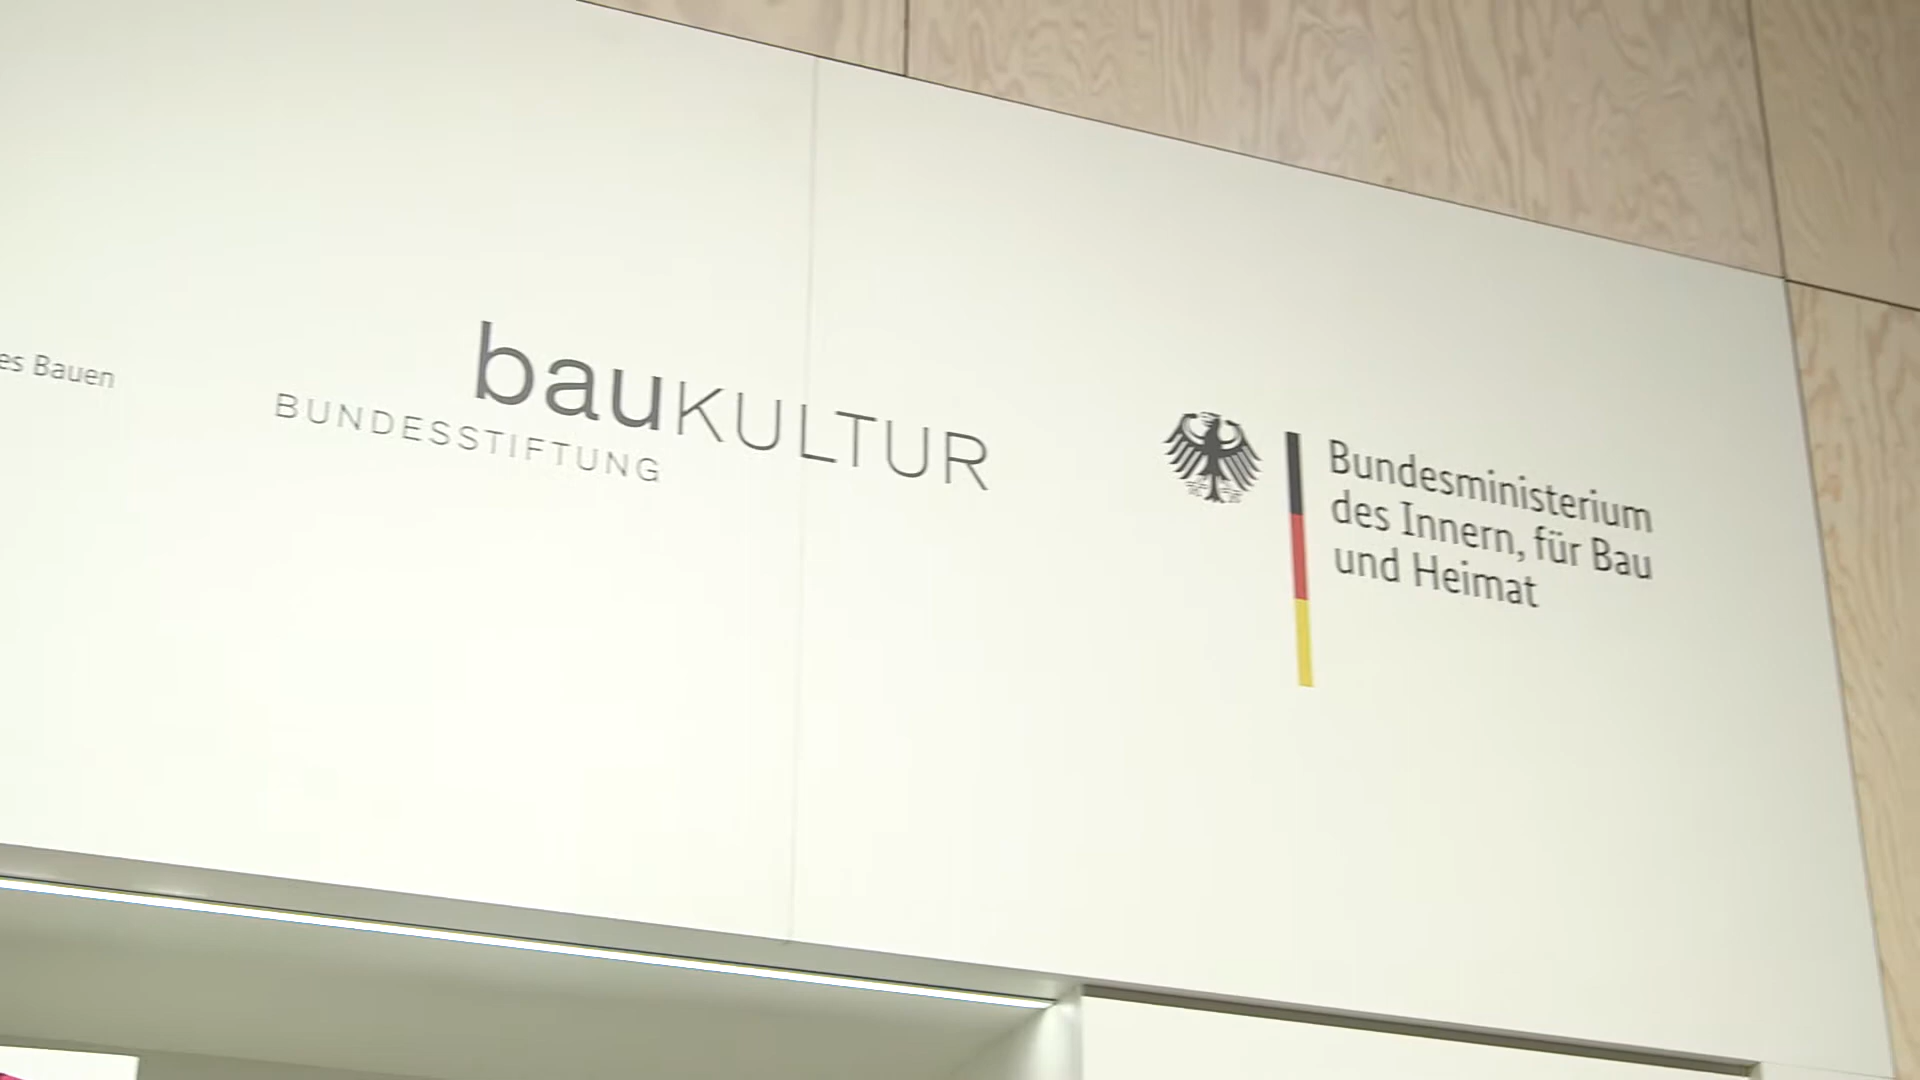 es Bauen
bauKULTUR
BUNDESSTIFTUNG
Bundesministerium
des Innern, für Bau
und Heimat